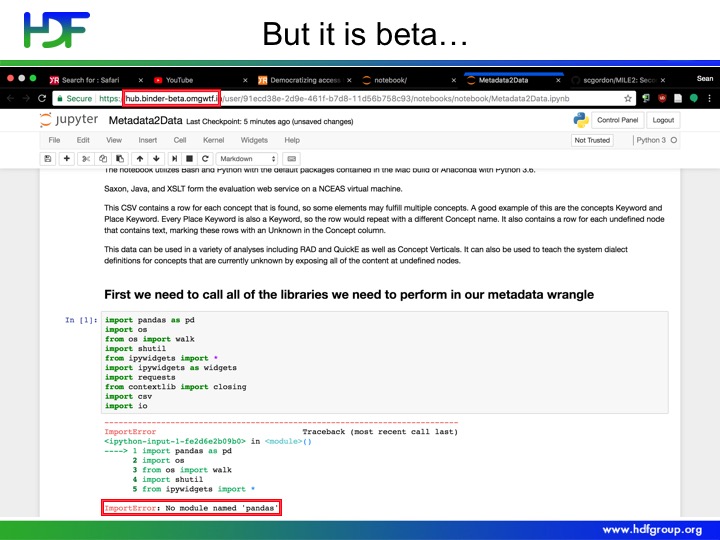 HDF
But it is beta…
Search for : Safari
YouTube
Democratizing access
notebook/
Metadata2Data
scgordon/MILE2: Seco
Sean
Secure https://hub.binder-beta.omgwtf.in/user/91ecd38e-2d9e-461f-b7d8-11d56b758c93/notebooks/notebook/Metadata2Data.ipynb
jupyter Metadata2Data Last Checkpoint: 5 minutes ago (unsaved changes)
Control Panel
Logout
File Edit View Insert Cell Kernel Widgets Help
Not Trusted
Python 3
Markdown
The notebook utilizes Bash and Python with the default packages contained in the Mac build of Anaconda with Python 3.6.
Saxon, Java, and XSLT form the evaluation web service on a NCEAS virtual machine.
This CSV contains a row for each concept that is found, so some elements may fulfill multiple concepts. A good example of this are the concepts Keyword and
Place Keyword. Every Place Keyword is also a Keyword, so the row would repeat with a different Concept name. It also contains a row for each undefined node
that contains text, marking these rows with an Unknown in the Concept column.
This data can be used in a variety of analyses including RAD and QuickE as well as Concept Verticals. It can also be used to teach the system dialect
definitions for concepts that are currently unknown by exposing all of the content at undefined nodes.
First we need to call all of the libraries we need to perform in our metadata wrangle
In [1]: import pandas as pd
import os
from os import walk
import shutil
from ipywidgets import *
import ipywidgets as widgets
import requests
from contextlib import closing
import csv
import io
---------------------------------------------------------------------------
ImportError Traceback (most recent call last)
<ipython-input-1-fe2d6e2b09b0> in <module>()
----> 1 import pandas as pd
2 import os
3 from os import walk
4 import shutil
5 from ipywidgets import *
ImportError: No module named 'pandas'
www.hdfgroup.org